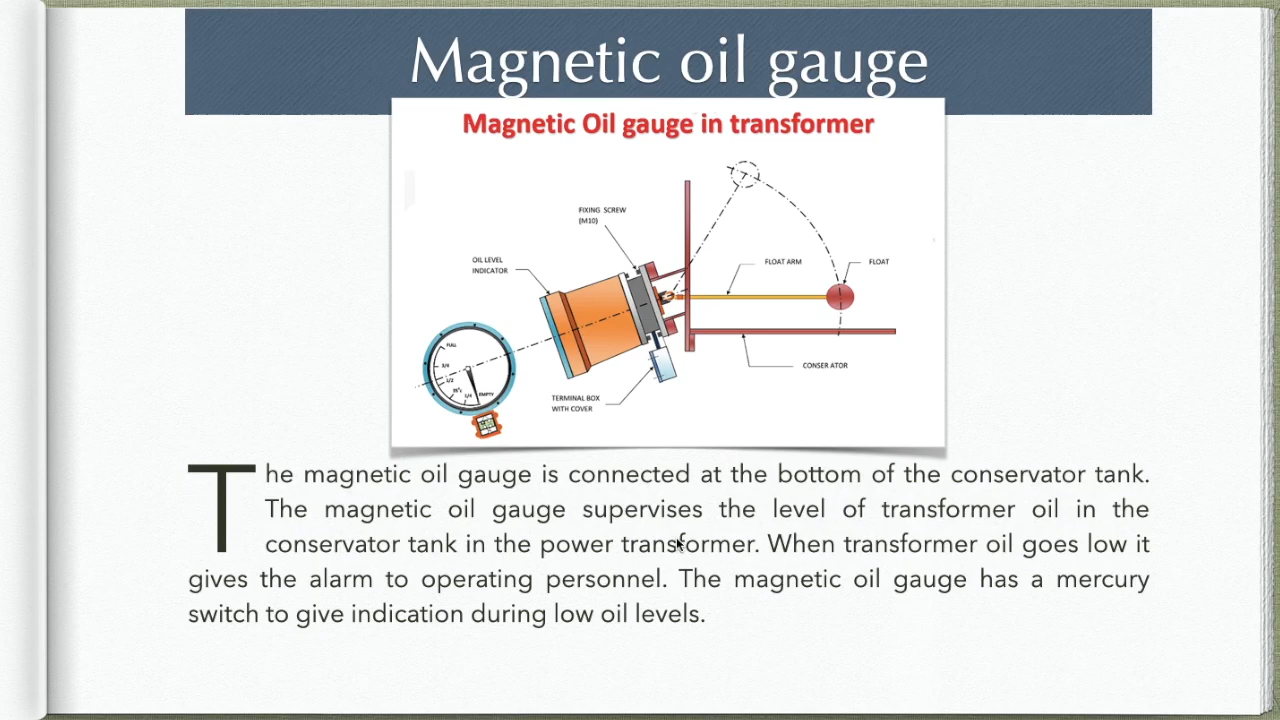 Magnetic oil gauge
Magnetic Oil gauge in transformer
FIXING SCREW
(M10)
OIL LEVEL
INDICATOR
FLOAT ARM
FLOAT
FULL
3/4
1/2
1/4
EMPTY
CONSER ATOR
TERMINAL BOX
WITH COVER
The magnetic oil gauge is connected at the bottom of the conservator tank.
The magnetic oil gauge supervises the level of transformer oil in the
conservator tank in the power transformer. When transformer oil goes low it
gives the alarm to operating personnel. The magnetic oil gauge has a mercury
switch to give indication during low oil levels.